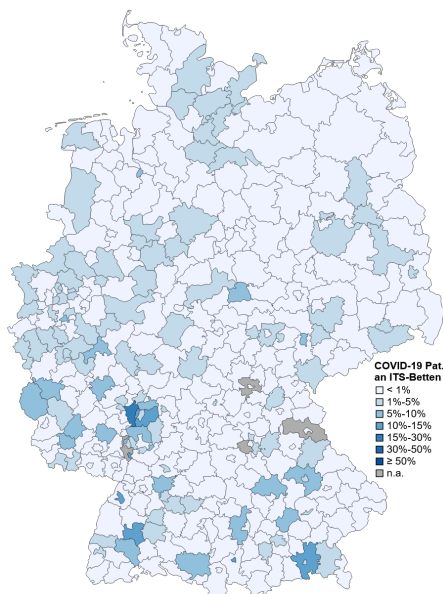 COVID-19 Pat.
an ITS-Betten
< 1%
1%-5%
5%-10%
10%-15%
15%-30%
30%-50%
≥ 50%
n.a.